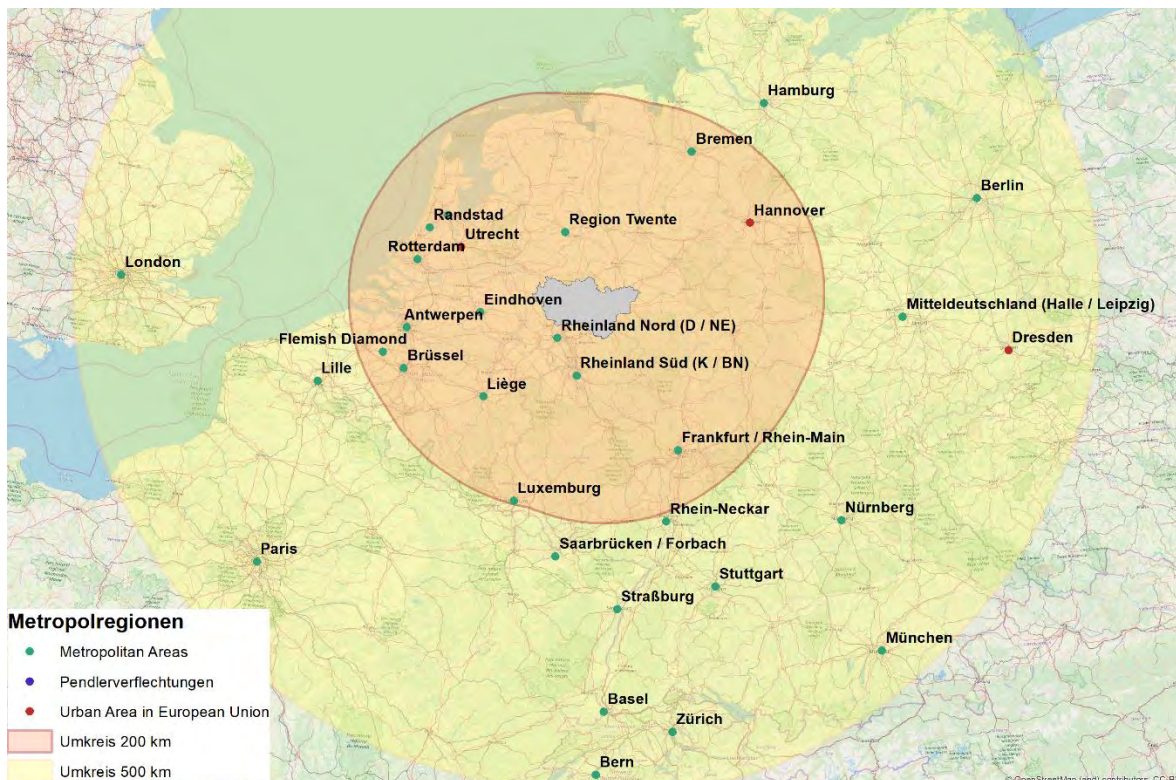 Hamburg
Bremen
Berlin
Randstad
Region Twente
Hannover
Utrecht
Rotterdam
London
Eindhoven
Mitteldeutschland (Halle / Leipzig)
Antwerpen
Rheinland Nord (D / NE)
Flemish Diamond
Dresden
Brüssel
Rheinland Süd (K / BN)
Lille
Liège
Frankfurt / Rhein-Main
Luxemburg
Rhein-Neckar
Nürnberg
Paris
Saarbrücken / Forbach
Stuttgart
Straßburg
München
Basel
Zürich
Bern
Metropolregionen
Metropolitan Areas
Pendlerverflechtungen
Urban Area in European Union
Umkreis 200 km
Umkreis 500 km